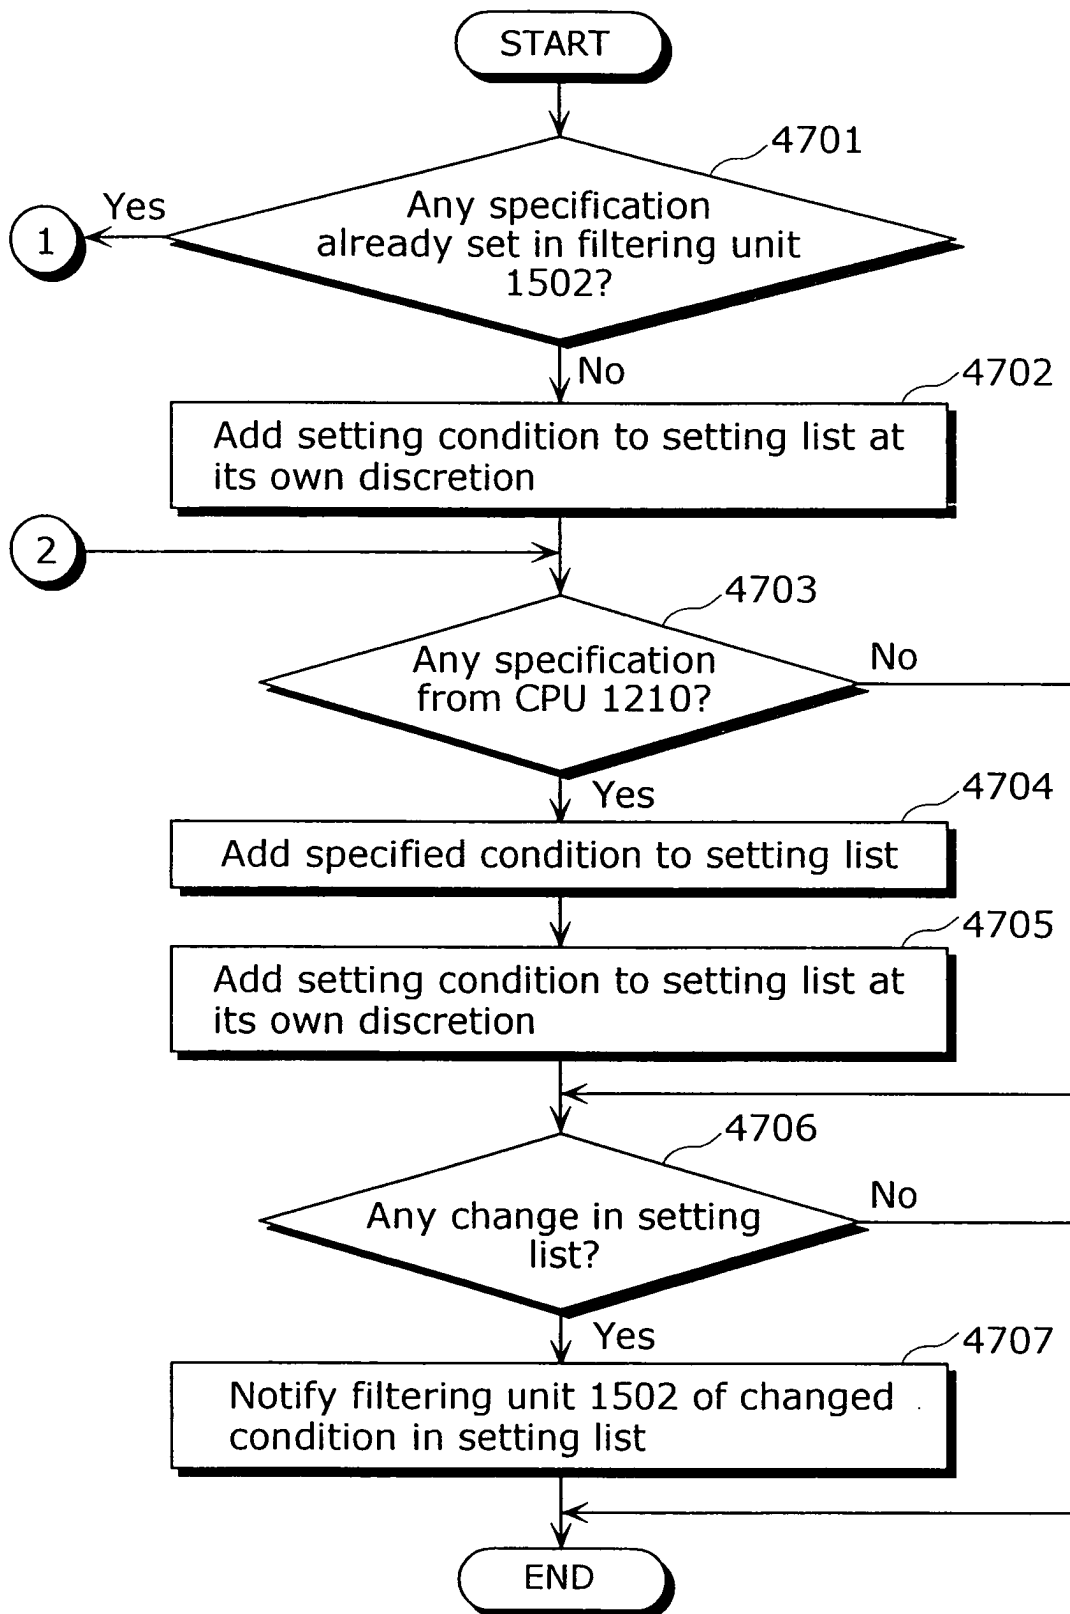 START
4701
Yes
1
Any specification
already set in filtering unit
1502?
No
4702
Add setting condition to setting list at
its own discretion
2
4703
Any specification
from CPU 1210?
No
Yes
4704
Add specified condition to setting list
4705
Add setting condition to setting list at
its own discretion
4706
Any change in setting
list?
No
Yes
4707
Notify filtering unit 1502 of changed
condition in setting list
END